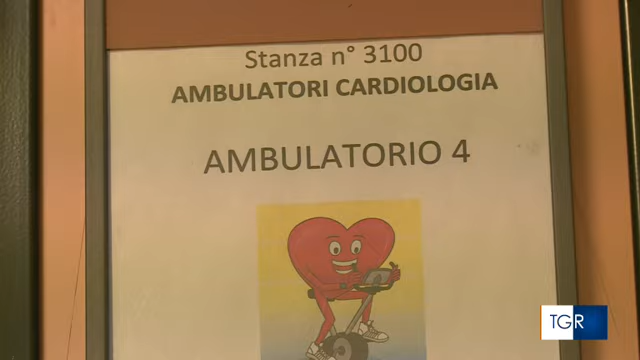 Stanza n° 3100
AMBULATORI CARDIOLOGIA
AMBULATORIO 4
TGR